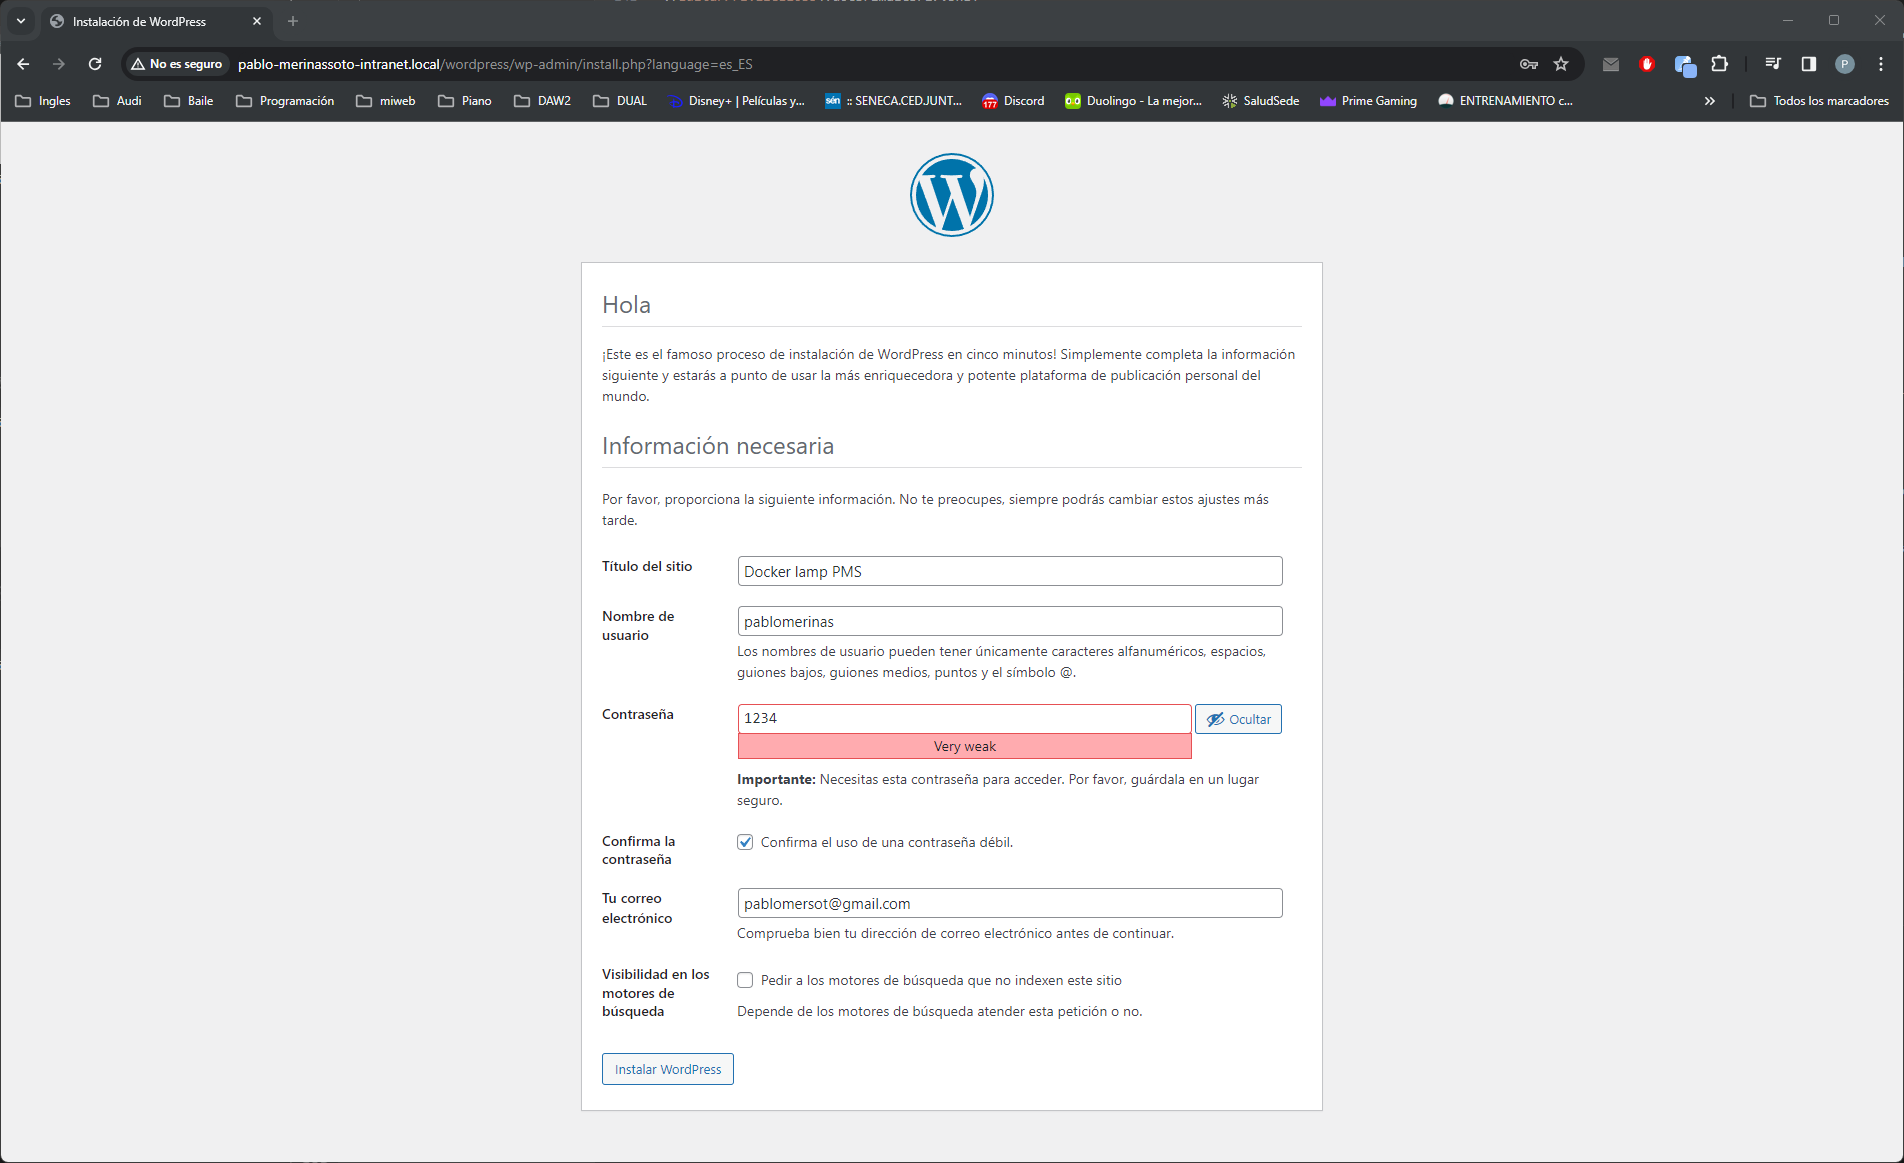 Instalación de WordPress
No es seguro
pablo-merinassoto-intranet.local/wordpress/wp-admin/install.php?language=es_ES
P
Ingles
Audi
Baile
Programación
miweb
Piano
DAW2
DUAL
Disney+ | Películas y...
sén
:: SENECA.CED.JUNT...
177
Discord
Duolingo - La mejor...
SaludSede
Prime Gaming
ENTRENAMIENTO c...
Todos los marcadores
Hola
¡Este es el famoso proceso de instalación de WordPress en cinco minutos! Simplemente completa la información
siguiente y estarás a punto de usar la más enriquecedora y potente plataforma de publicación personal del
mundo.
Información necesaria
Por favor, proporciona la siguiente información. No te preocupes, siempre podrás cambiar estos ajustes más
tarde.
Título del sitio
Docker lamp PMS
Nombre de
usuario
pablomerinas
Los nombres de usuario pueden tener únicamente caracteres alfanuméricos, espacios,
guiones bajos, guiones medios, puntos y el símbolo @.
Contraseña
1234
Ocultar
Very weak
Importante: Necesitas esta contraseña para acceder. Por favor, guárdala en un lugar
seguro.
Confirma la
contraseña
Confirma el uso de una contraseña débil.
Tu correo
electrónico
pablomersot@gmail.com
Comprueba bien tu dirección de correo electrónico antes de continuar.
Visibilidad en los
motores de
búsqueda
Pedir a los motores de búsqueda que no indexen este sitio
Depende de los motores de búsqueda atender esta petición o no.
Instalar WordPress